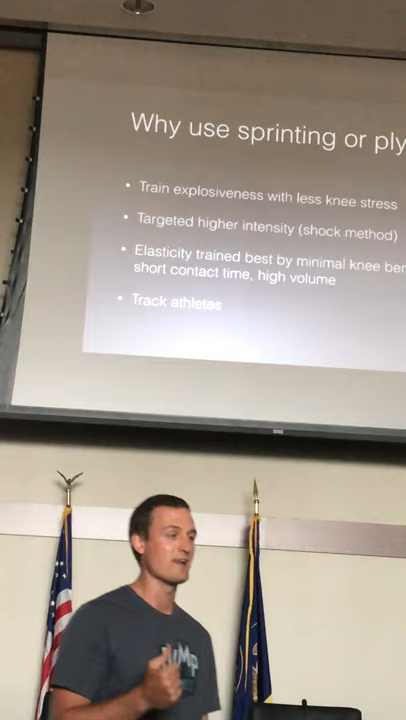 Why use sprinting or ply
• Train explosiveness with less knee stress
• Targeted higher intensity (shock method)
• Elasticity trained best by minimal knee ben
short contact time, high volume
• Track athletes
JUMP